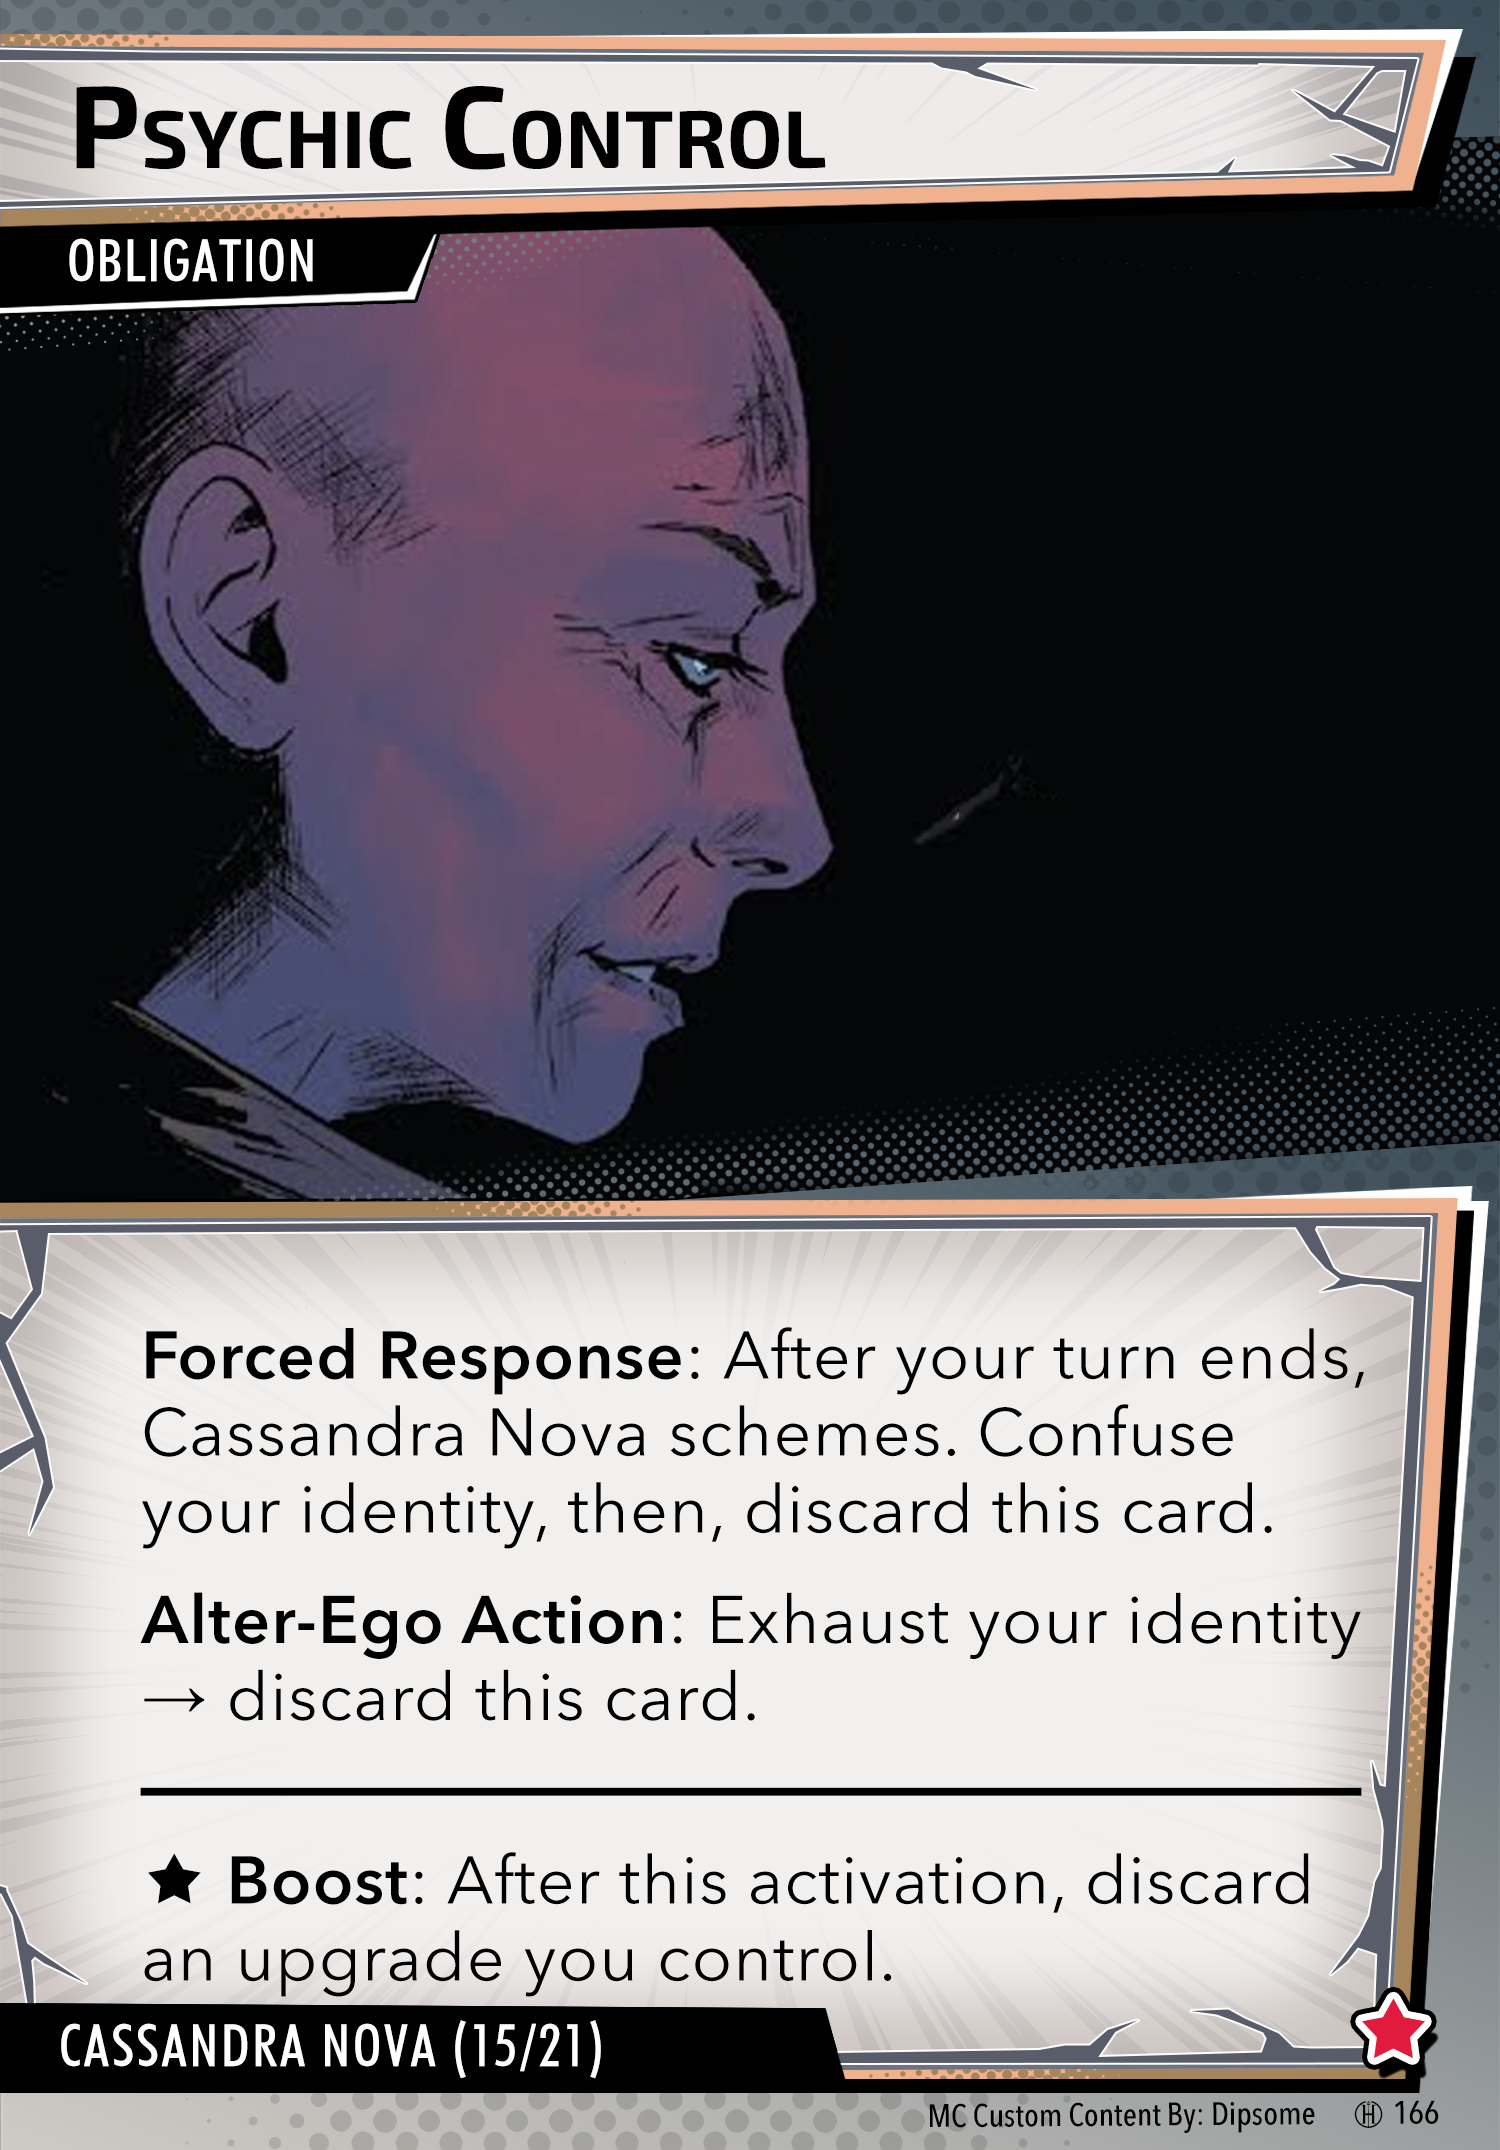 Psychic Control
OBLIGATION
Forced Response: After your turn ends,
Cassandra Nova schemes. Confuse
your identity, then, discard this card.
Alter-Ego Action: Exhaust your identity
→ discard this card.
★ Boost: After this activation, discard
an upgrade you control.
CASSANDRA NOVA (15/21)
MC Custom Content By: Dipsome Ⓗ 166